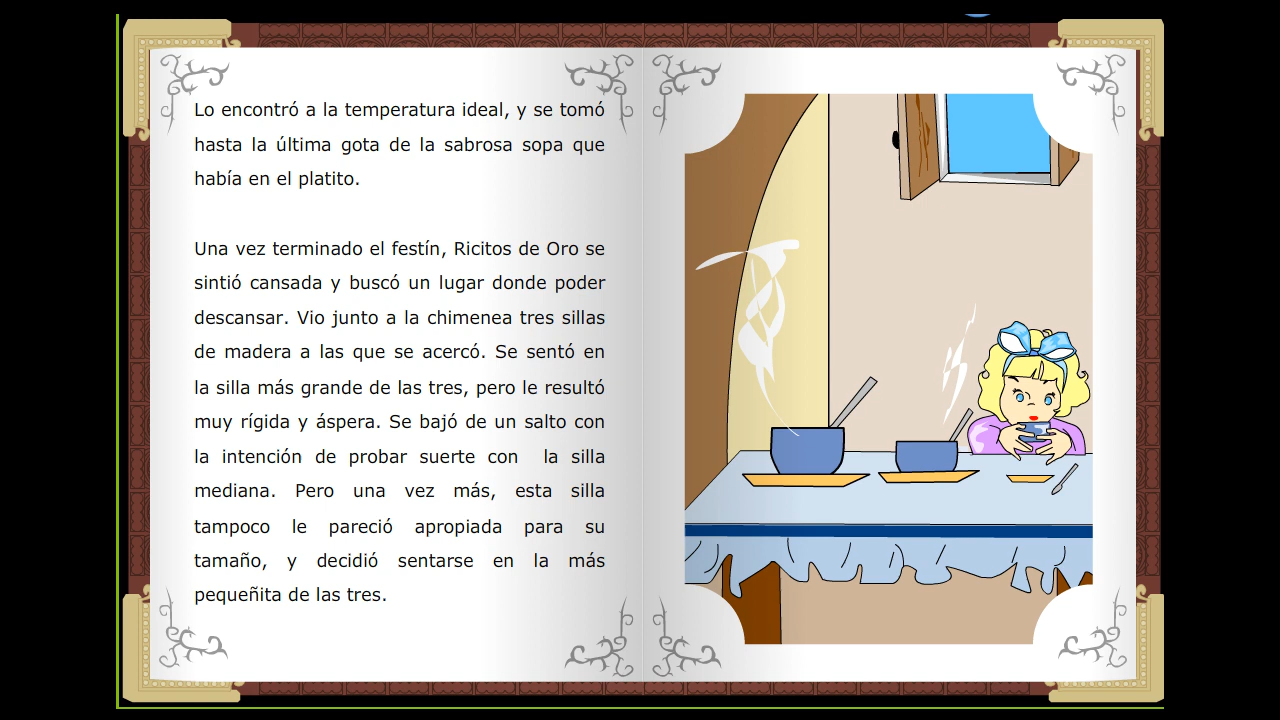 Lo encontró a la temperatura ideal, y se tomó
hasta la última gota de la sabrosa sopa que
había en el platito.
Una vez terminado el festín, Ricitos de Oro se
sintió cansada y buscó un lugar donde poder
descansar. Vio junto a la chimenea tres sillas
de madera a las que se acercó. Se sentó en
la silla más grande de las tres, pero le resultó
muy rígida y áspera. Se bajó de un salto con
la intención de probar suerte con la silla
mediana. Pero una vez más, esta silla
tampoco le pareció apropiada para su
tamaño, y decidió sentarse en la más
pequeñita de las tres.